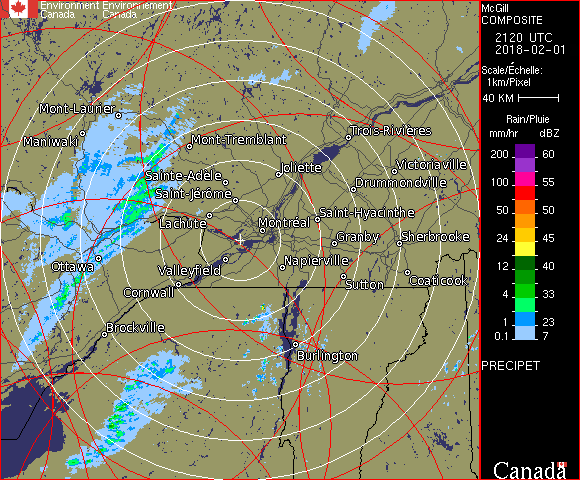 Environment Environnement
Canada Canada
McGill
COMPOSITE
2120 UTC
2018-02-01
Scale/Échelle:
1km/Pixel
40 KM
Rain/Pluie
mm/hr dBZ
200 60
100 55
50 50
24 45
12 40
4 33
1 23
0.1 7
PRECIPET
Canada
Mont-Laurier
Maniwaki
Mont-Tremblant
Trois-Rivières
Sainte-Adèle
Joliette
Victoriaville
Saint-Jérôme
Drummondville
Lachute
Montréal
Saint-Hyacinthe
Granby
Sherbrooke
Ottawa
Valleyfield
Napierville
Cornwall
Sutton
Coaticook
Brockville
Burlington